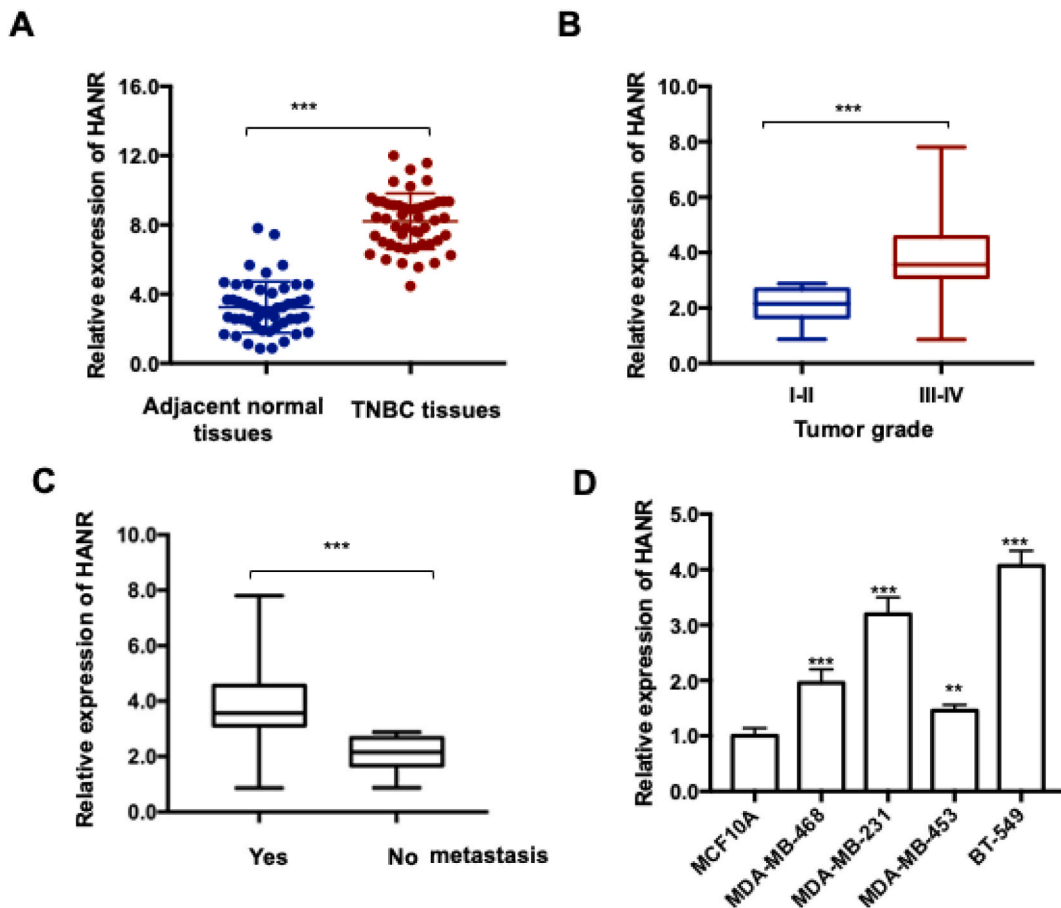 A
Relative exoression of HANR
16.0
12.0
8.0
4.0
0.0
***
Adjacent normal
tissues
TNBC tissues
B
Relative expression of HANR
10.0
8.0
6.0
4.0
2.0
0.0
***
I-II
III-IV
Tumor grade
C
Relative expression of HANR
10.0
8.0
6.0
4.0
2.0
0.0
***
Yes
No metastasis
D
Relative expression of HANR
5.0
4.0
3.0
2.0
1.0
0.0
***
***
**
***
MCF10A
MDA-MB-468
MDA-MB-231
MDA-MB-453
BT-549